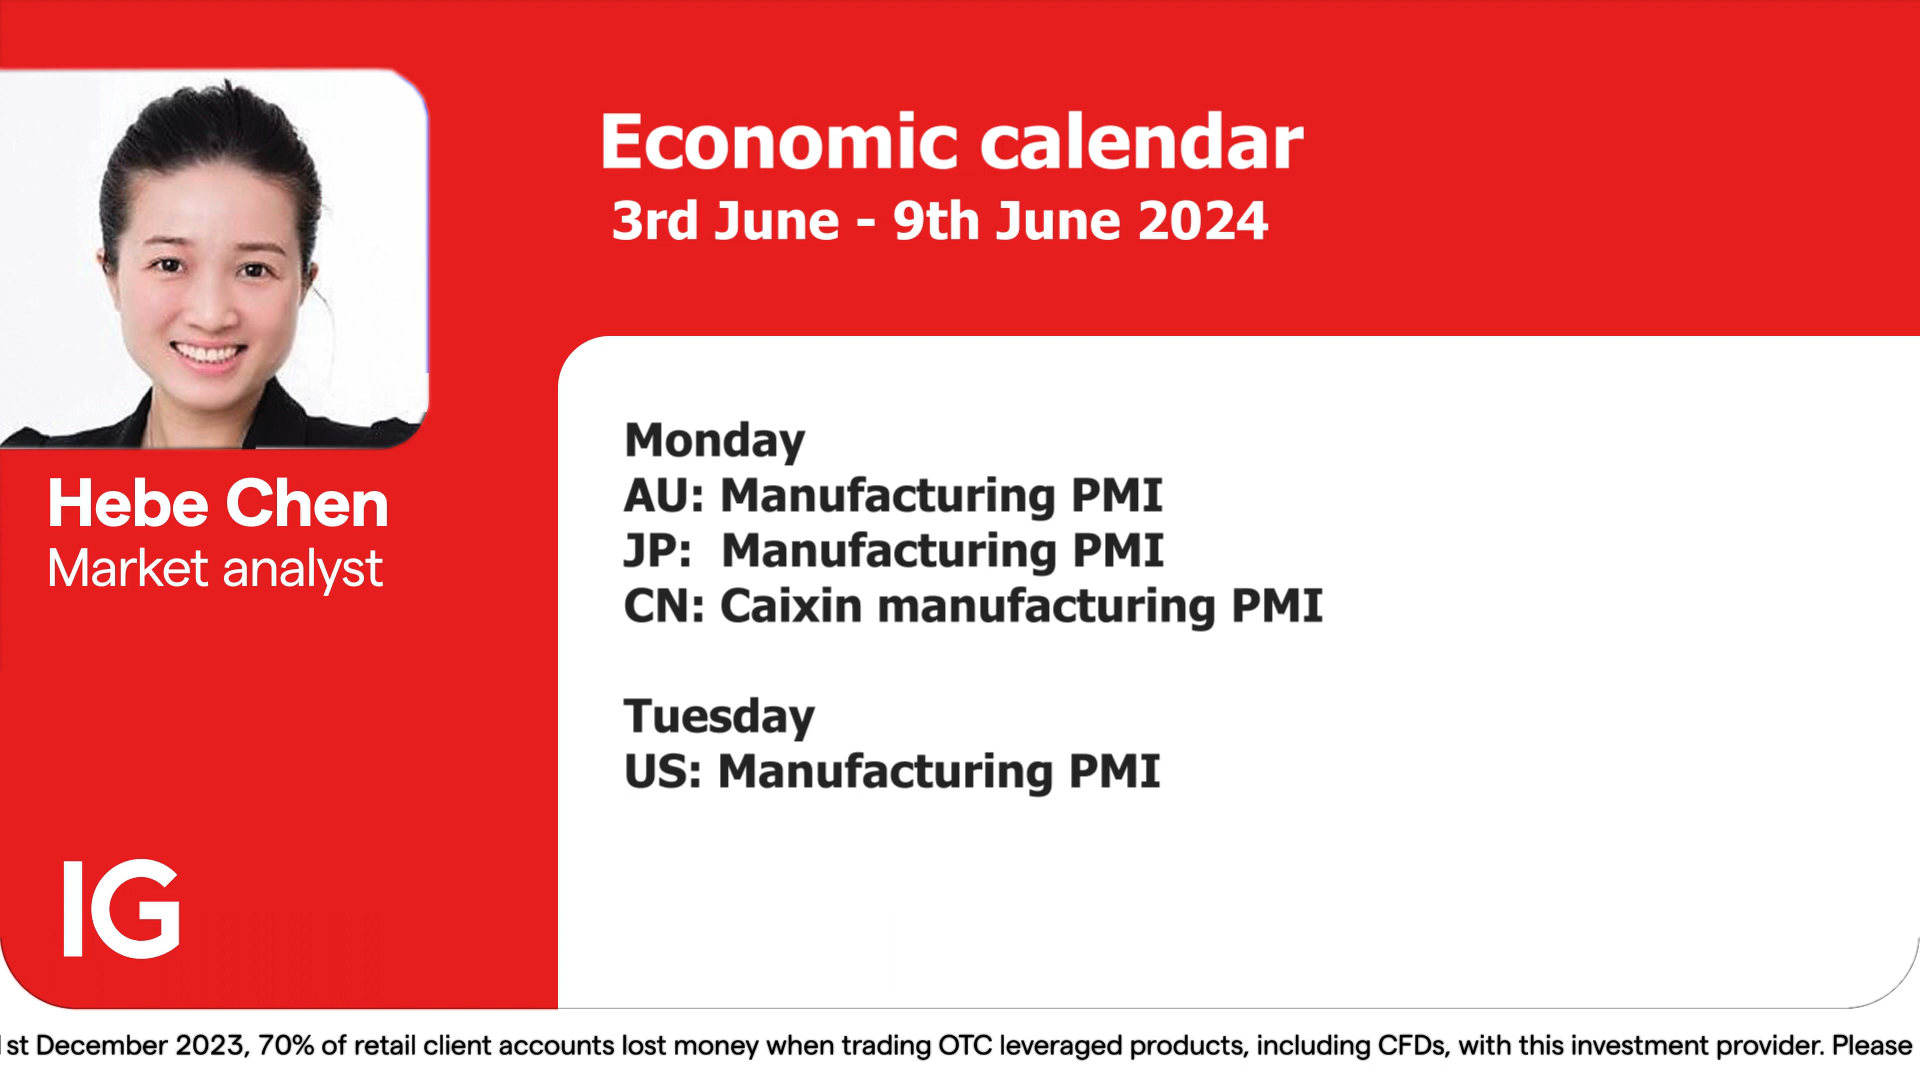 Economic calendar
3rd June - 9th June 2024
Hebe Chen
Market analyst
Monday
AU: Manufacturing PMI
JP: Manufacturing PMI
CN: Caixin manufacturing PMI
Tuesday
US: Manufacturing PMI
IG
st December 2023, 70% of retail client accounts lost money when trading OTC leveraged products, including CFDs, with this investment provider. Please